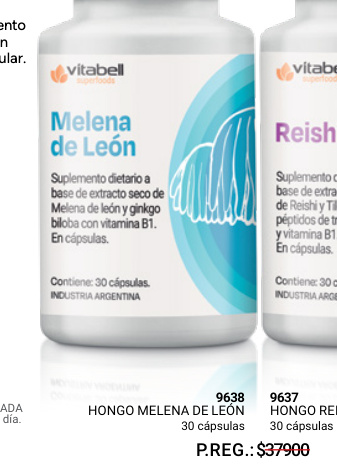 ento
n
ular.
vitabell
superfoods
Melena
de León
Suplemento dietario a
base de extracto seco de
Melena de león y ginkgo
biloba con vitamina B1.
En cápsulas.
Contiene: 30 cápsulas.
INDUSTRIA ARGENTINA
vitabe
superfo
Reish
Suplemento d
base de extra
de Reishi y Til
péptidos de tr
y vitamina B1
En cápsulas.
Contiene: 30 c
INDUSTRIA ARGE
ADA
día.
9638
HONGO MELENA DE LEÓN
30 cápsulas
9637
HONGO REI
30 cápsulas
P.REG.: $37900